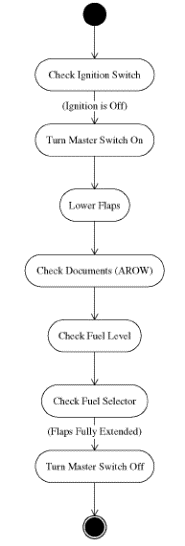 Check Ignition Switch
(Ignition is Off)
Turn Master Switch On
Lower Flaps
Check Documents (AROW)
Check Fuel Level
Check Fuel Selector
(Flaps Fully Extended)
Turn Master Switch Off